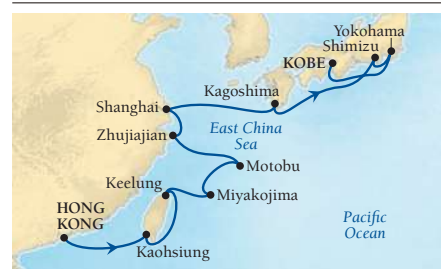 Yokohama
Shimizu
KOBE
Kagoshima
Shanghai
East China
Sea
Zhujiajian
Motobu
Keelung
Miyakojima
HONG
KONG
Pacific
Ocean
Kaohsiung